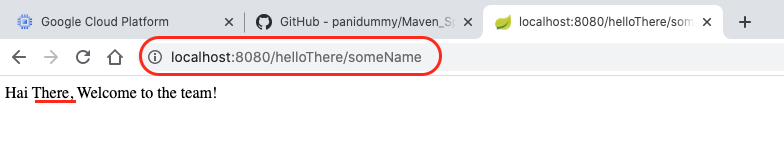 Google Cloud Platform
GitHub - panidummy/Maven_Sp
localhost:8080/helloThere/som
localhost:8080/helloThere/someName
Hai There, Welcome to the team!